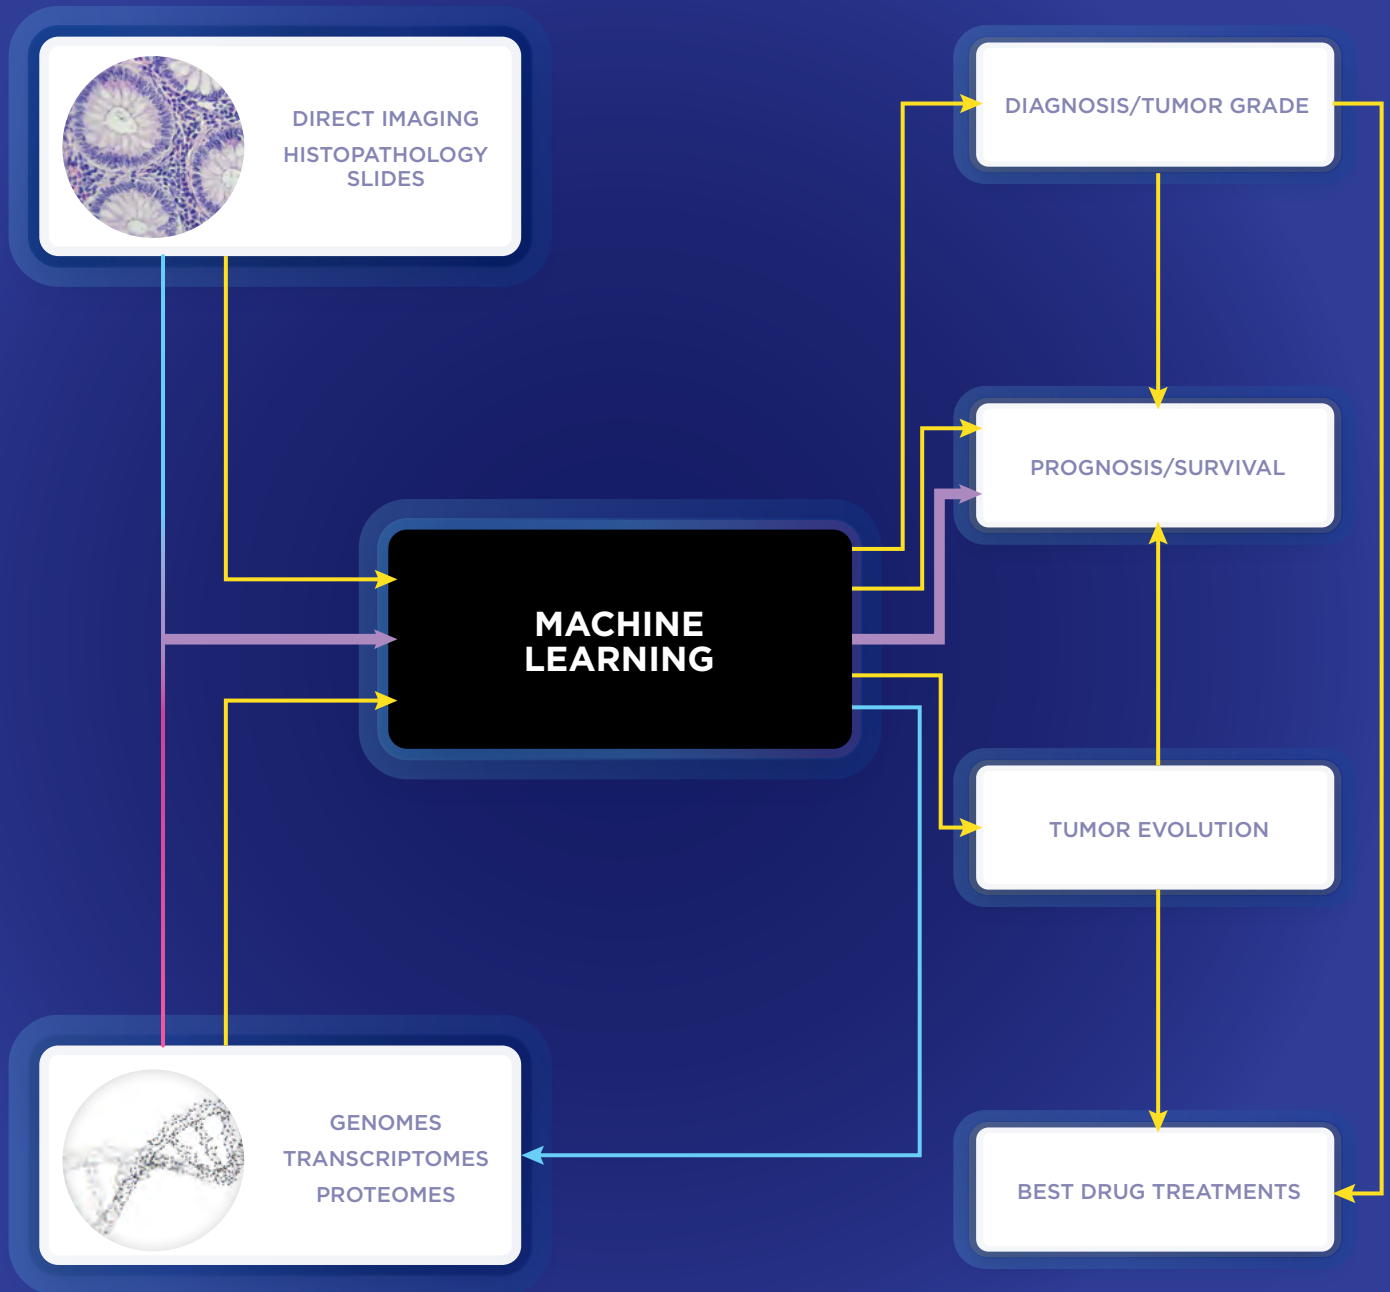 DIRECT IMAGING
HISTOPATHOLOGY
SLIDES
DIAGNOSIS/TUMOR GRADE
PROGNOSIS/SURVIVAL
MACHINE
LEARNING
TUMOR EVOLUTION
GENOMES
TRANSCRIPTOMES
PROTEOMES
BEST DRUG TREATMENTS